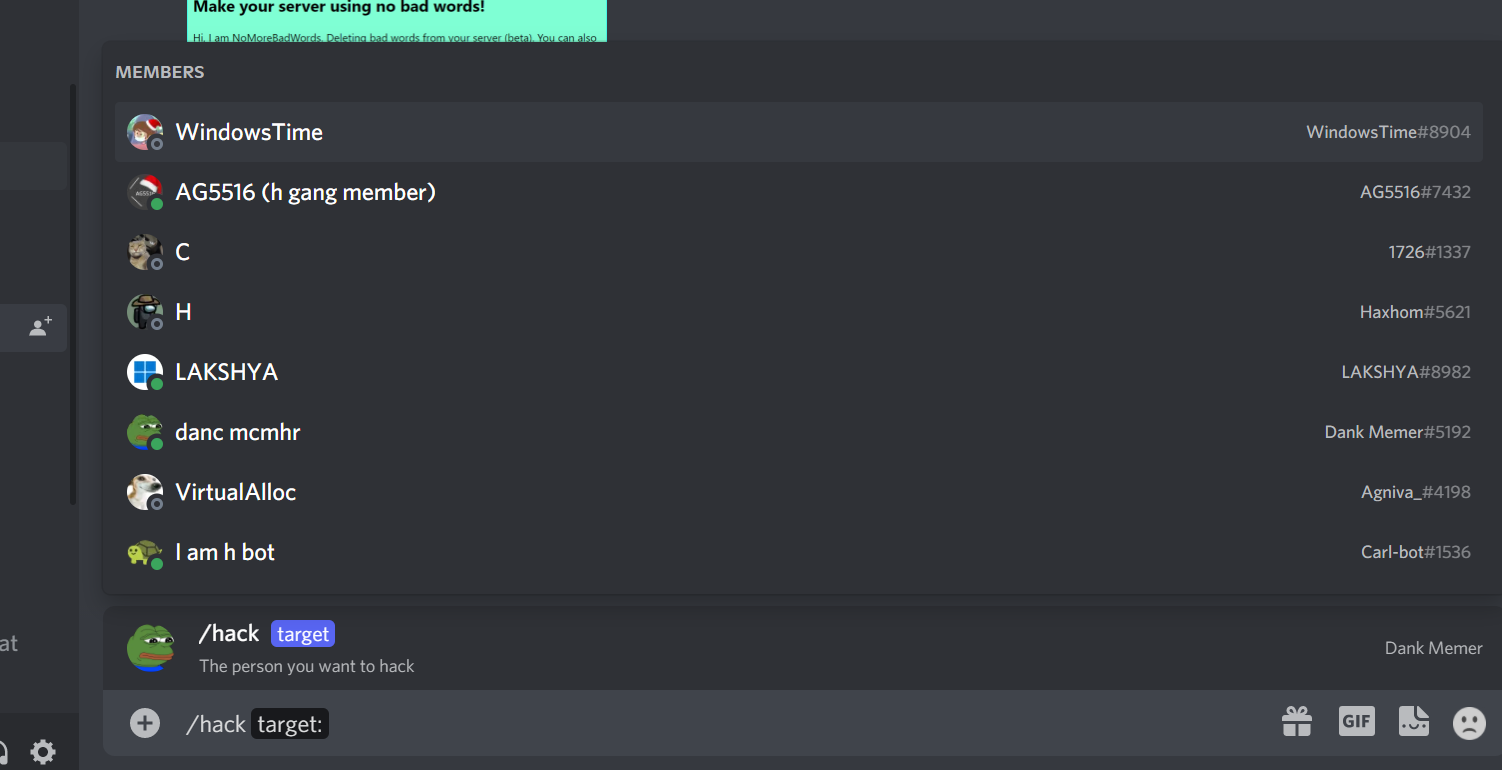 Make your server using no bad words!
Hi, I am NoMoreBadWords, Deleting bad words from your server (beta). You can also
MEMBERS
WindowsTime WindowsTime#8904
AG5516 (h gang member) AG5516#7432
C 1726#1337
H Haxhom#5621
LAKSHYA LAKSHYA#8982
danc mcmhr Dank Memer#5192
VirtualAlloc Agniva_#4198
I am h bot Carl-bot#1536
/hack target
The person you want to hack
Dank Memer
at
/hack target:
GIF